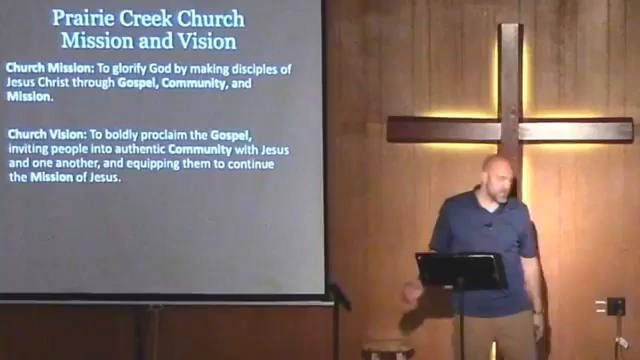 Prairie Creek Church
Mission and Vision
Church Mission: To glorify God by making disciples of
Jesus Christ through Gospel, Community, and
Mission.
Church Vision: To boldly proclaim the Gospel,
inviting people into authentic Community with Jesus
and one another, and equipping them to continue
the Mission of Jesus.